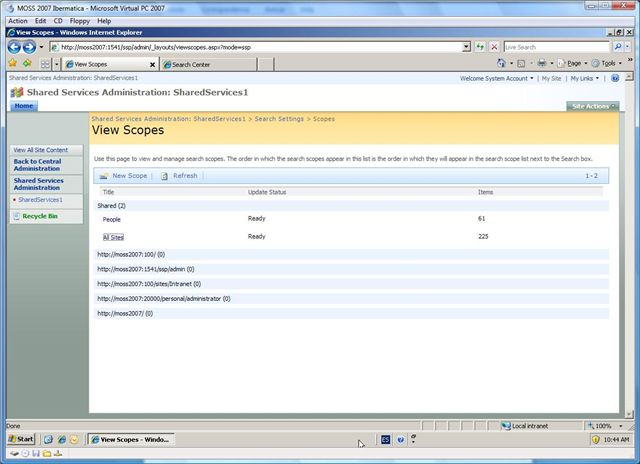 MOSS 2007 Ibermatica - Microsoft Virtual PC 2007
Action Edit CD Floppy Help
View Scopes - Windows Internet Explorer
http://moss2007:1541/ssp/admin/_layouts/viewscopes.aspx?mode=ssp
Live Search
View Scopes Search Center Page Tools
Shared Services Administration: SharedServices1 Welcome System Account My Site My Links
Shared Services Administration: SharedServices1
Home Site Actions
Shared Services Administration: SharedServices1 > Search Settings > Scopes
View Scopes
View All Site Content
Back to Central Administration
Shared Services Administration
SharedServices1
Recycle Bin
Use this page to view and manage search scopes. The order in which the search scopes appear in this list is the order in which they will appear in the search scope list next to the Search box.
New Scope Refresh 1 - 2
Title Update Status Items
Shared (2)
People Ready 61
All Sites Ready 225
http://moss2007:100/ (0)
http://moss2007:1541/ssp/admin (0)
http://moss2007:100/sites/Intranet (0)
http://moss2007:20000/personal/administrator (0)
http://moss2007/ (0)
Done Local intranet 100%
Start View Scopes - Windo... ES 10:44 AM